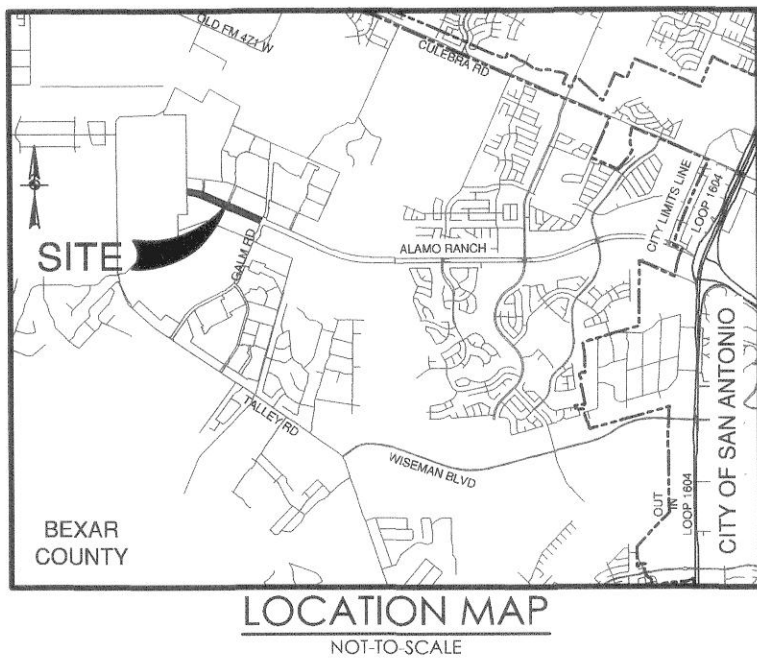 OLD FM 471 W
CULEBRA RD
CITY LIMITS LINE
LOOP 1604
SITE
GALM RD
ALAMO RANCH
TALLEY RD
WISEMAN BLVD
OUT
IN
LOOP 1604
CITY OF SAN ANTONIO
BEXAR
COUNTY
LOCATION MAP
NOT-TO-SCALE